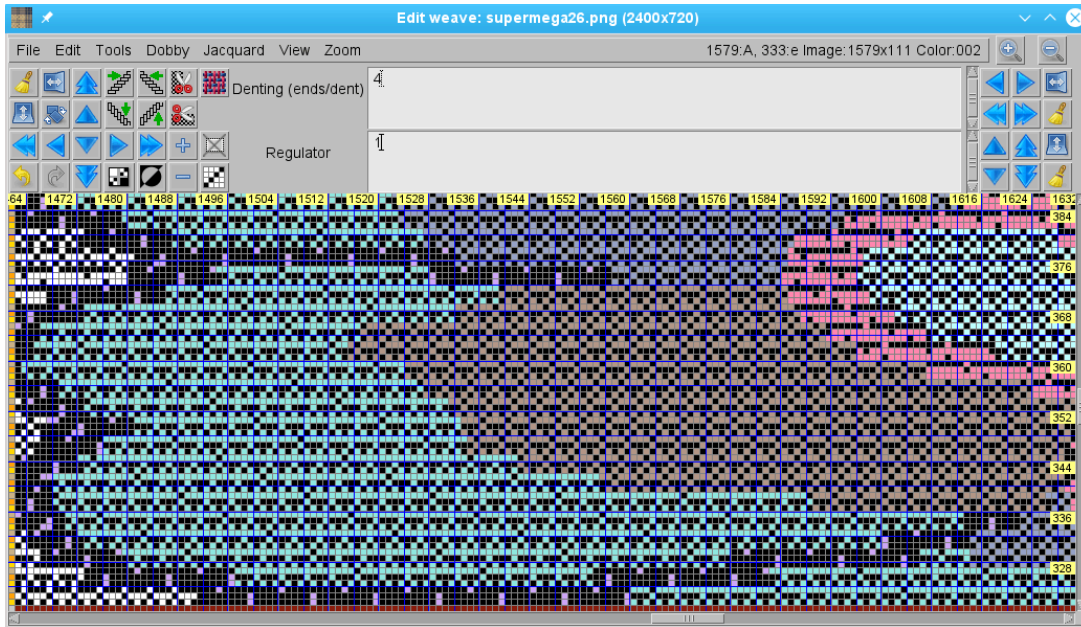 Edit weave: supermega26.png (2400x720)
File Edit Tools Dobby Jacquard View Zoom 1579:A, 333:e Image:1579x111 Color:002
Denting (ends/dent) 4
Regulator 1
64 1472 1480 1488 1496 1504 1512 1520 1528 1536 1544 1552 1560 1568 1576 1584 1592 1600 1608 1616 1624 1632
384
376
368
360
352
344
336
328